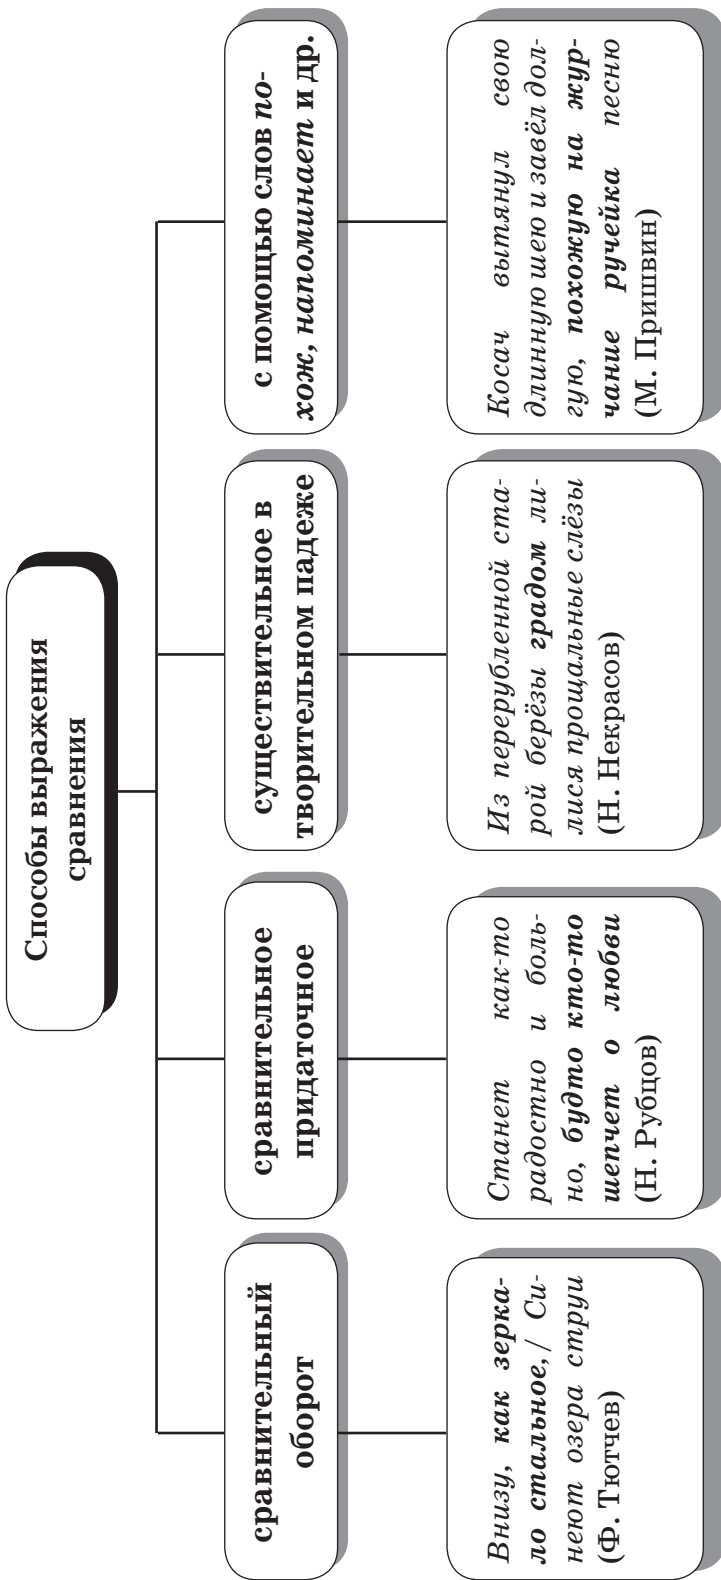 Способы выражения
сравнения
сравнительный
оборот
сравнительное
придаточное
существительное в
творительном падеже
с помощью слов по-
хож, напоминает и др.
Внизу, как зерка-
ло стальное,/ Си-
неют озера струи
(Ф. Тютчев)
Станет как-то
радостно и боль-
но, будто кто-то
шепчет о любви
(Н. Рубцов)
Из перерубленной ста-
рой берёзы градом ли-
лися прощальные слёзы
(Н. Некрасов)
Косач вытянул свою
длинную шею и завёл дол-
гую, похожую на жур-
чание ручейка песню
(М. Пришвин)